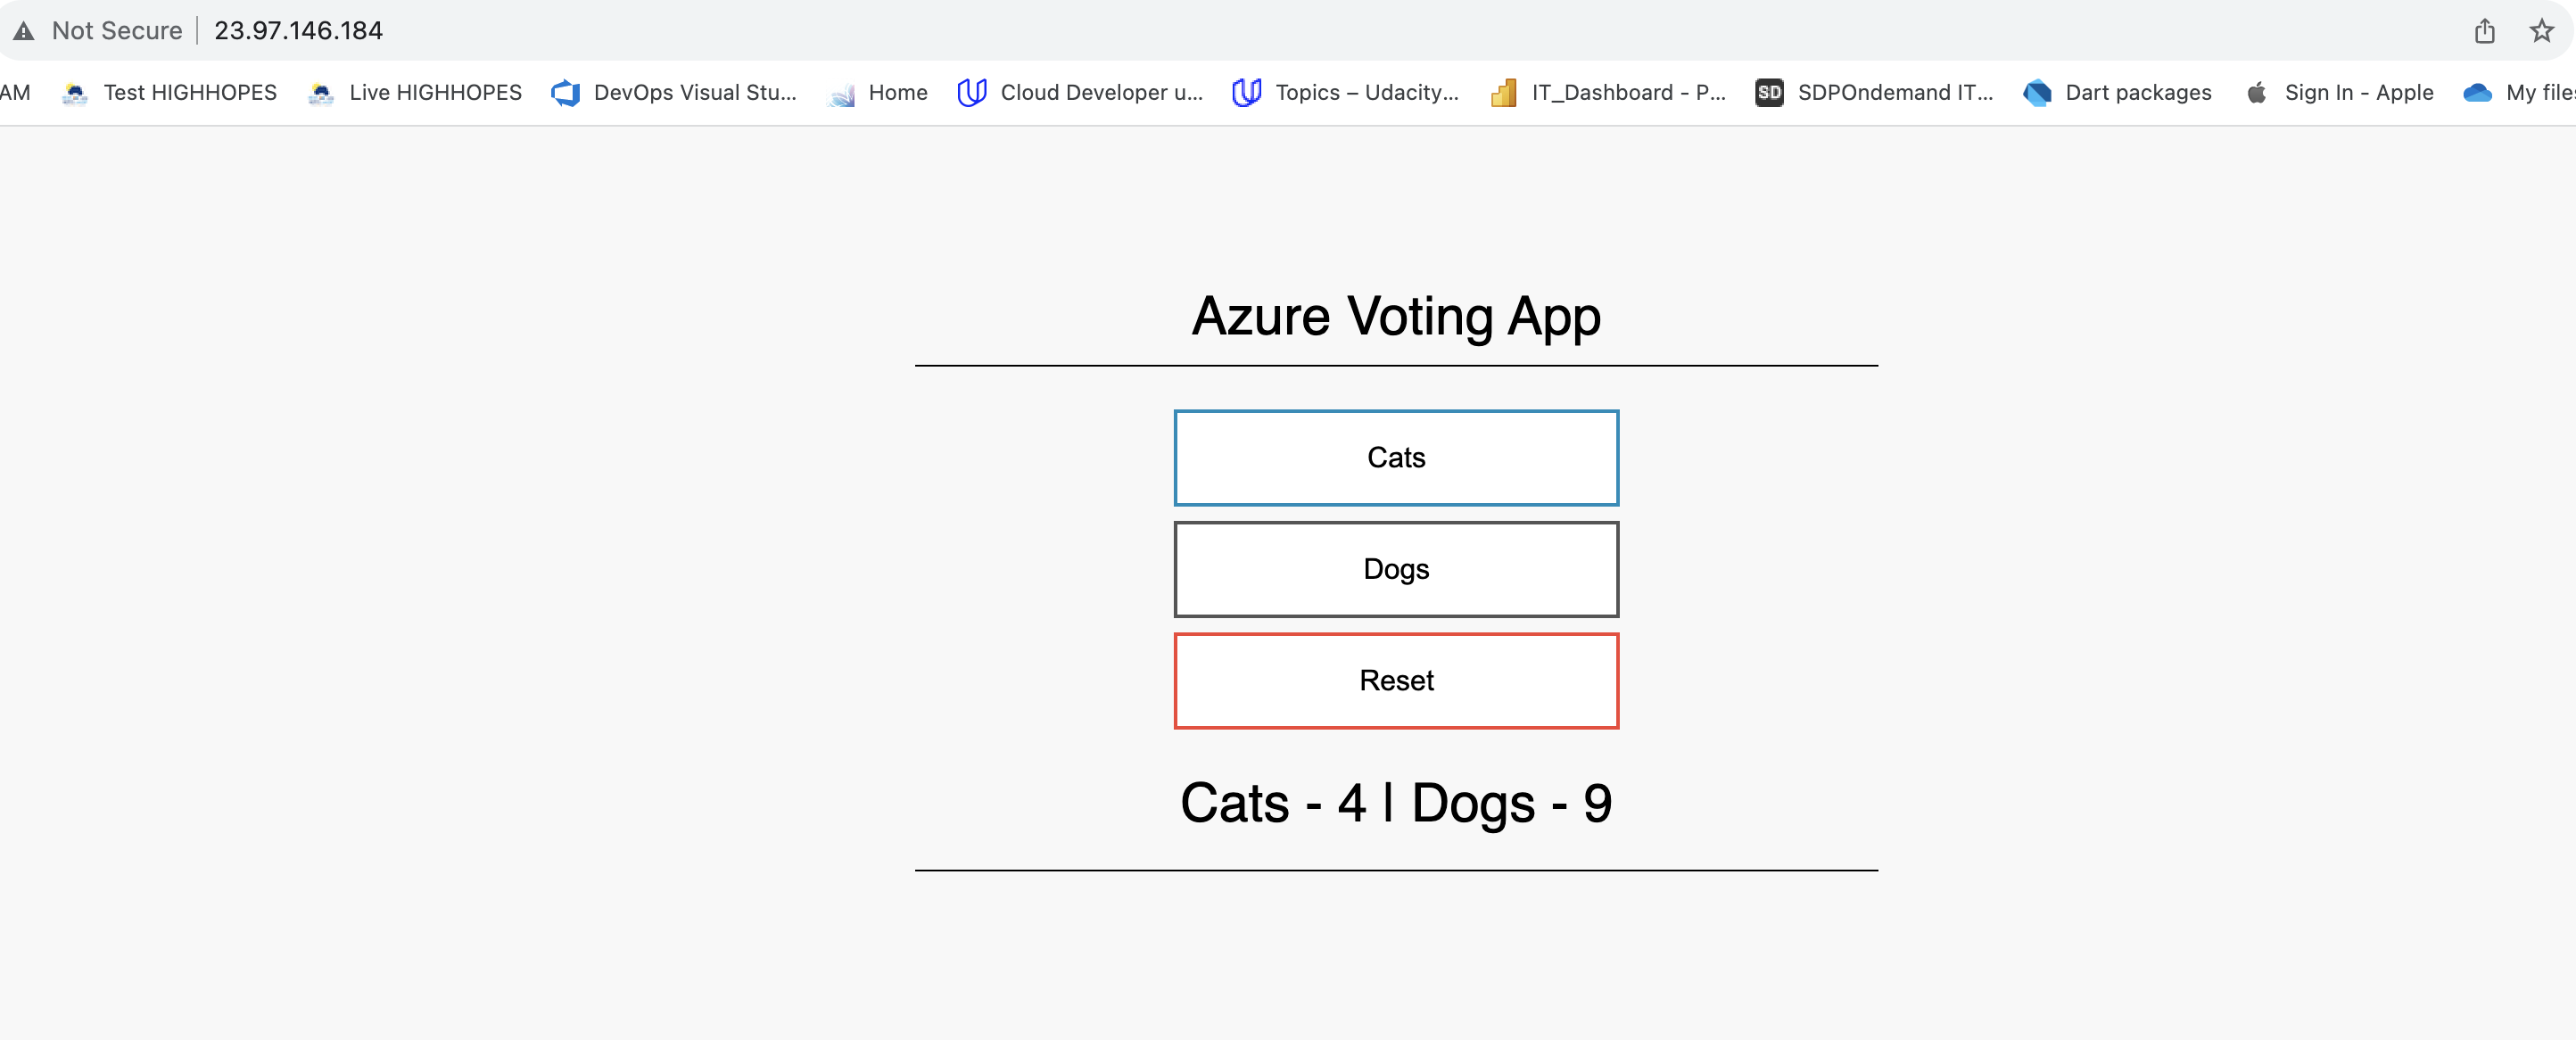 Not Secure 23.97.146.184
AM Test HIGHHOPES Live HIGHHOPES DevOps Visual Stu... Home Cloud Developer u... Topics – Udacity... IT_Dashboard - P... SD SDPOndemand IT... Dart packages Sign In - Apple My files
Azure Voting App
Cats
Dogs
Reset
Cats - 4 | Dogs - 9